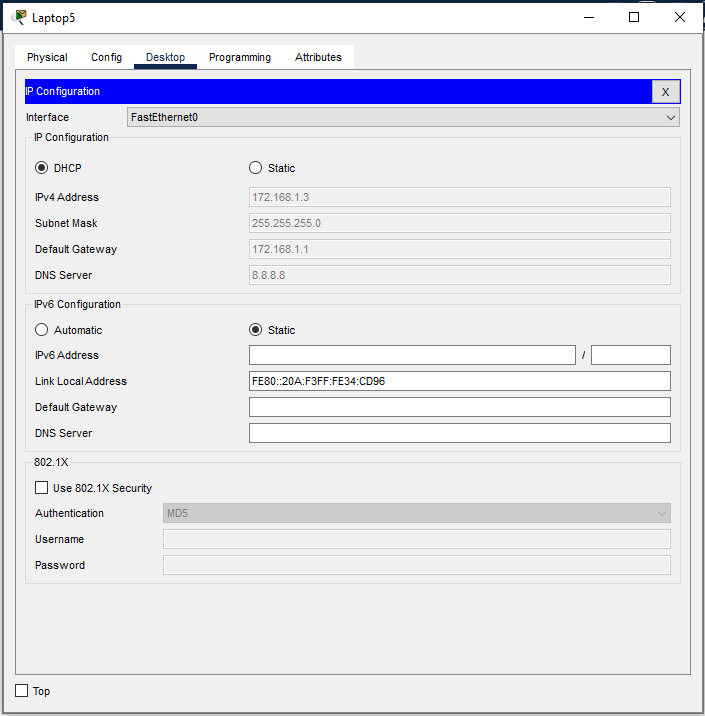 Laptop5
Physical Config Desktop Programming Attributes
IP Configuration X
Interface FastEthernet0
IP Configuration
DHCP Static
IPv4 Address 172.168.1.3
Subnet Mask 255.255.255.0
Default Gateway 172.168.1.1
DNS Server 8.8.8.8
IPv6 Configuration
Automatic Static
IPv6 Address /
Link Local Address FE80::20A:F3FF:FE34:CD96
Default Gateway
DNS Server
802.1X
Use 802.1X Security
Authentication MD5
Username
Password
Top